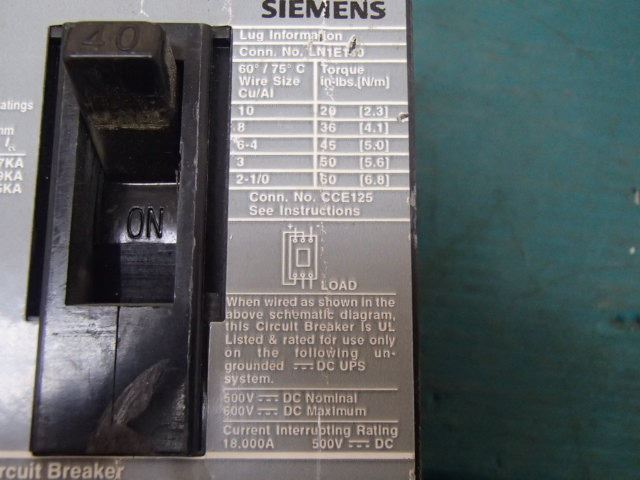 SIEMENS
40
Lug Information
Conn. No. LN1E100
60° / 75° C Torque
Wire Size in-lbs.[N/m]
Cu/Al
10 20 [2.3]
8 36 [4.1]
6-4 45 [5.0]
3 50 [5.6]
2-1/0 60 [6.8]
Conn. No. CCE125
See Instructions
ON
LOAD
When wired as shown in the
above schematic diagram,
this Circuit Breaker is UL
Listed & rated for use only
on the following un-
grounded DC UPS
system.
500V DC Nominal
600V DC Maximum
Current Interrupting Rating
18,000A 500V DC
ircuit Breaker